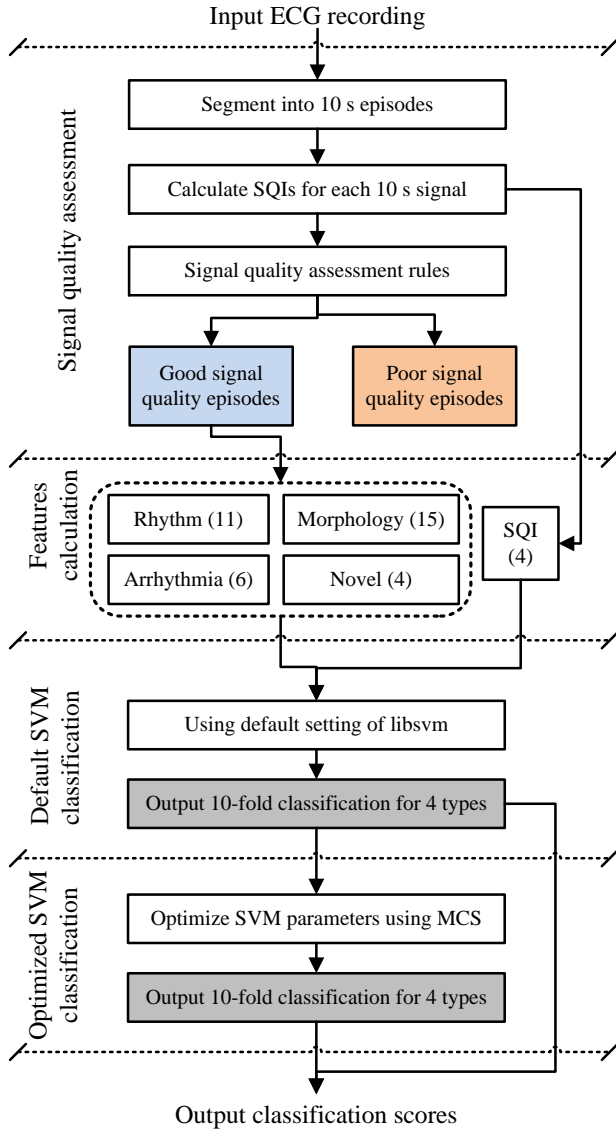 Input ECG recording
Signal quality assessment
Segment into 10 s episodes
Calculate SQIs for each 10 s signal
Signal quality assessment rules
Good signal
quality episodes
Poor signal
quality episodes
Features
calculation
Rhythm (11)
Morphology (15)
Arrhythmia (6)
Novel (4)
SQI
(4)
Default SVM
classification
Using default setting of libsvm
Output 10-fold classification for 4 types
Optimized SVM
classification
Optimize SVM parameters using MCS
Output 10-fold classification for 4 types
Output classification scores